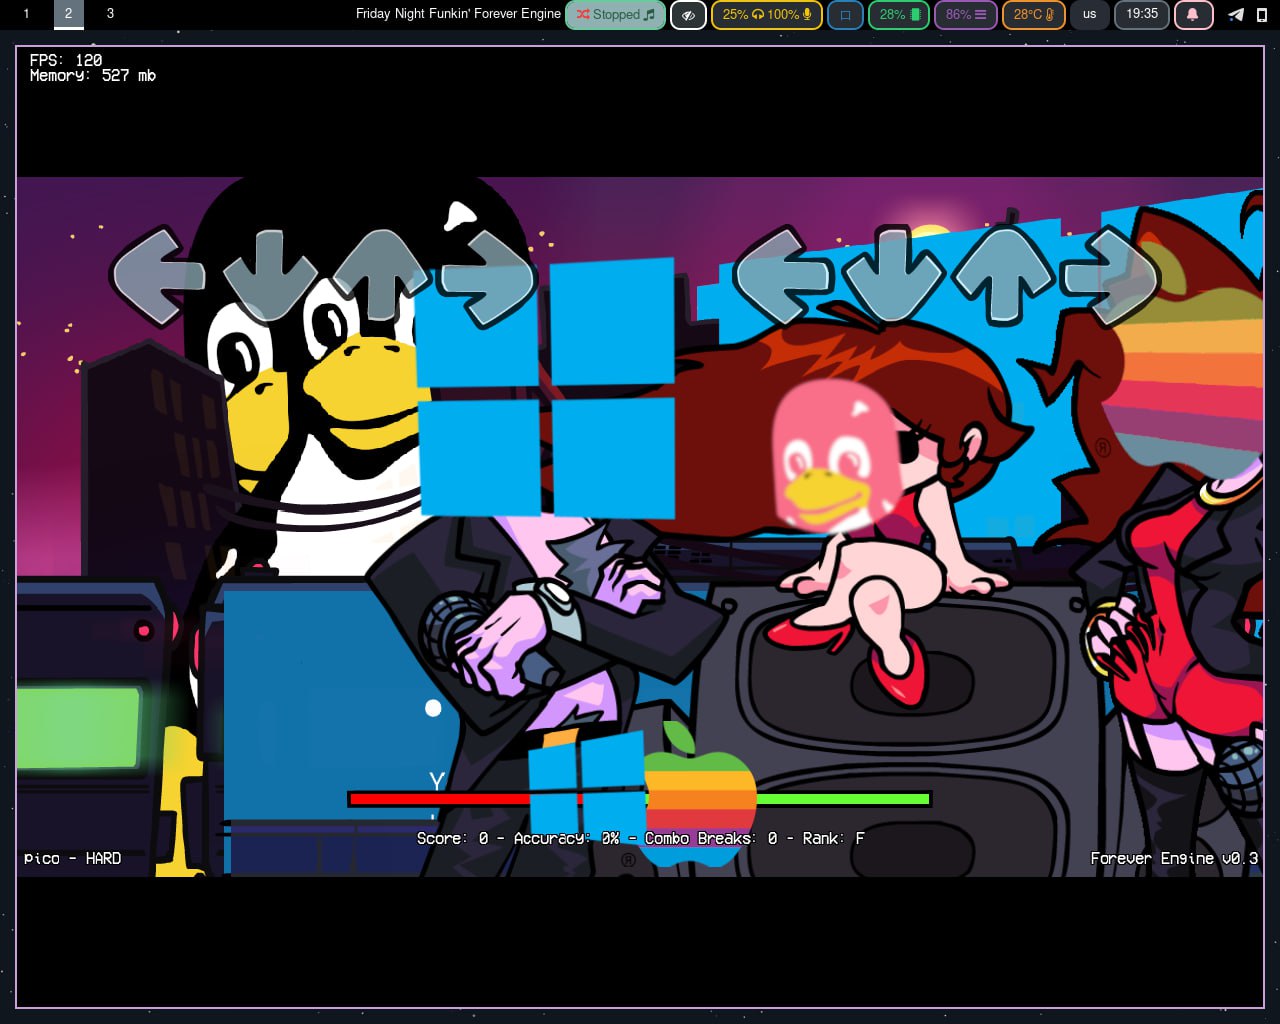 1 2 3 Friday Night Funkin' Forever Engine Stopped 25% 100% 28% 86% 28°C us 19:35
FPS: 120
Memory: 527 mb
®
Y
Score: 0 - Accuracy: 0% - Combo Breaks: 0 - Rank: F
®
pico - HARD
Forever Engine v0.3